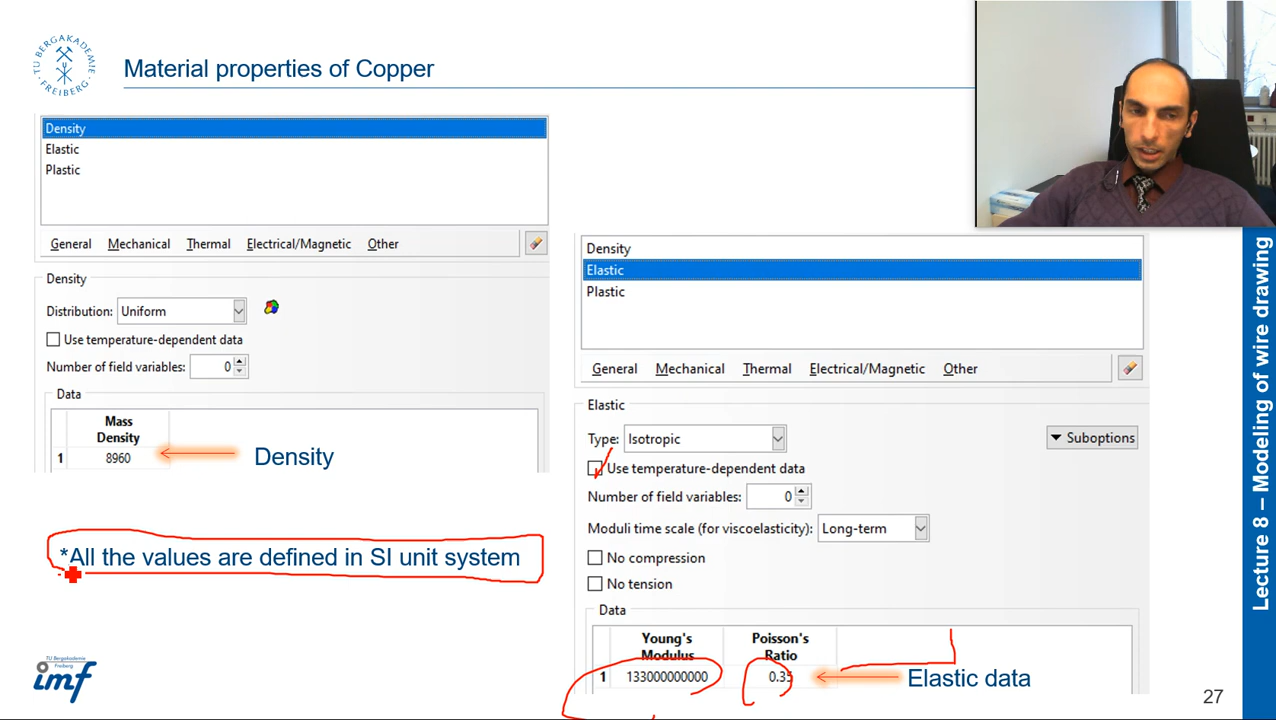 TU BERGAKADEMIE FREIBERG
Material properties of Copper
Density
Elastic
Plastic
General Mechanical Thermal Electrical/Magnetic Other
Density
Distribution: Uniform
Use temperature-dependent data
Number of field variables: 0
Data
Mass
Density
1 8960
Density
*All the values are defined in SI unit system
Density
Elastic
Plastic
General Mechanical Thermal Electrical/Magnetic Other
Elastic
Type: Isotropic
Suboptions
Use temperature-dependent data
Number of field variables: 0
Moduli time scale (for viscoelasticity): Long-term
No compression
No tension
Data
Young's Poisson's
Modulus Ratio
1 133000000000 0.35
Elastic data
Lecture 8 – Modeling of wire drawing
TU Bergakademie
Freiberg
imf
27